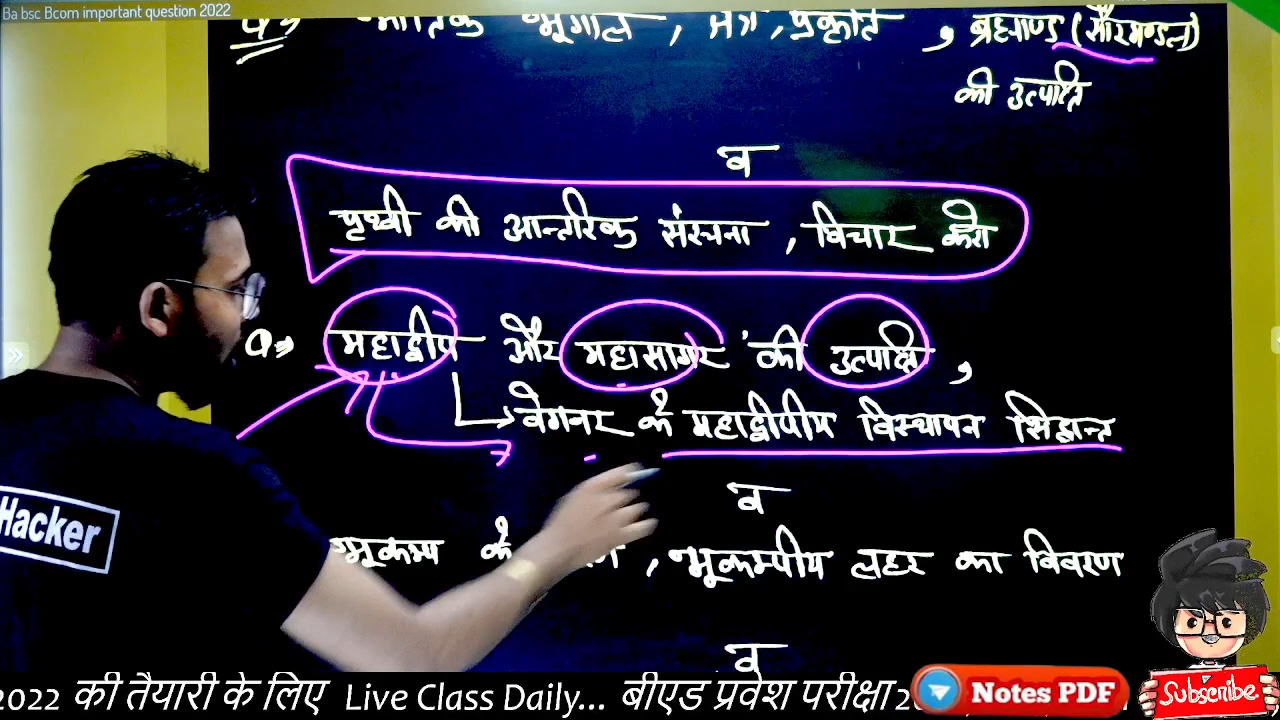 Ba bsc Bcom important question 2022
भौतिक भूगोल , , प्रकृति , ब्रह्माण्ड (सौरमण्डल)
की उत्पत्ति
व
पृथ्वी की आन्तरिक संरचना , विचार करो
Q⇒ महाद्वीप और महासागर की उत्पत्ति ,
↳ वेगनर के महाद्वीपीय विस्थापन सिद्धान्त
व
भूकम्प के , भूकम्पीय लहर का विवरण
व
Hacker
2022 की तैयारी के लिए Live Class Daily... बीएड प्रवेश परीक्षा
Notes PDF
Subscribe